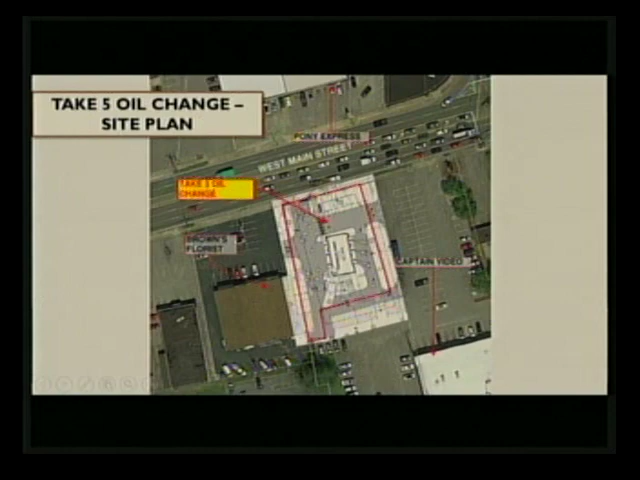 TAKE 5 OIL CHANGE –
SITE PLAN
PONY EXPRESS
WEST MAIN STREET
TAKE 5 OIL
CHANGE
BROWN'S
FLORIST
CAPTAIN VIDEO